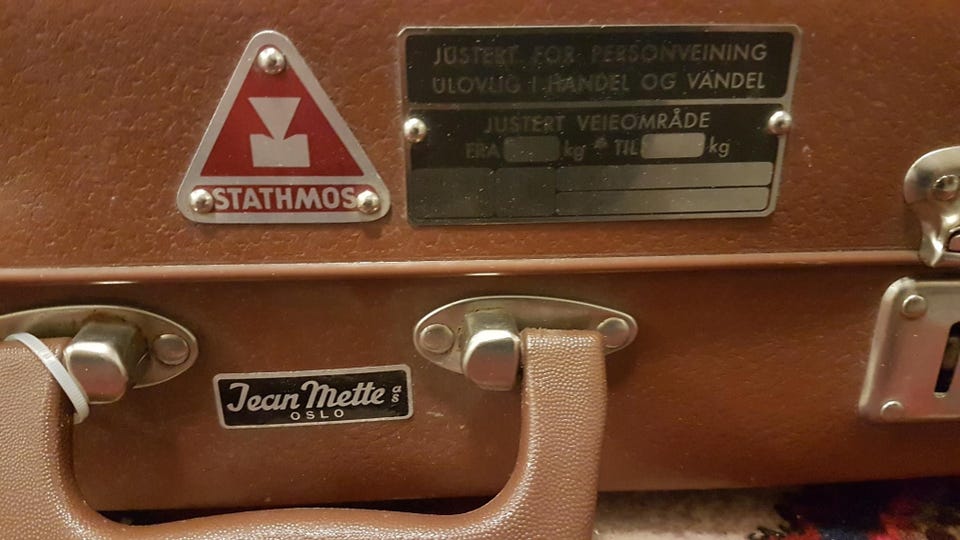 STATHMOS
JUSTERT FOR PERSONVEINING
ULOVLIG I HANDEL OG VANDEL
JUSTERT VEIEOMRÅDE
FRA kg * TIL kg
Jean Mette as
OSLO